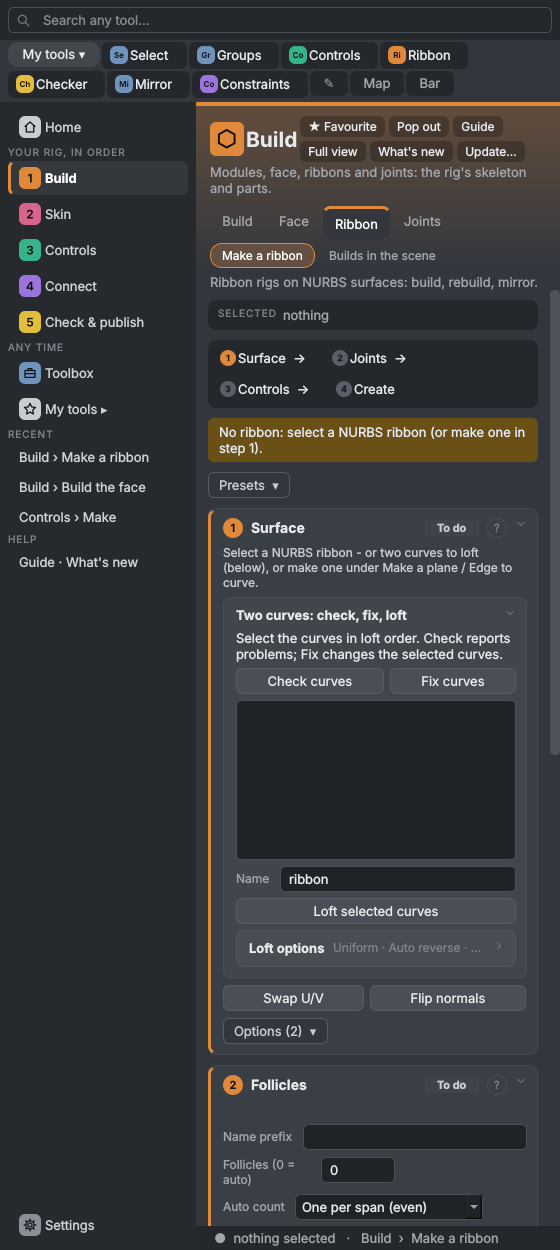 Search any tool...
My tools ▾
Se Select
Gr Groups
Co Controls
Ri Ribbon
Ch Checker
Mi Mirror
Co Constraints
✎
Map
Bar
Home
YOUR RIG, IN ORDER
1 Build
2 Skin
3 Controls
4 Connect
5 Check & publish
ANY TIME
Toolbox
My tools ▸
RECENT
Build › Make a ribbon
Build › Build the face
Controls › Make
HELP
Guide · What's new
Settings
Build
★ Favourite
Pop out
Guide
Full view
What's new
Update...
Modules, face, ribbons and joints: the rig's skeleton
and parts.
Build
Face
Ribbon
Joints
Make a ribbon
Builds in the scene
Ribbon rigs on NURBS surfaces: build, rebuild, mirror.
SELECTED nothing
1 Surface →
2 Joints →
3 Controls →
4 Create
No ribbon: select a NURBS ribbon (or make one in
step 1).
Presets ▾
1 Surface
To do
?
Select a NURBS ribbon - or two curves to loft
(below), or make one under Make a plane / Edge to
curve.
Two curves: check, fix, loft
Select the curves in loft order. Check reports
problems; Fix changes the selected curves.
Check curves
Fix curves
Name
ribbon
Loft selected curves
Loft options
Uniform · Auto reverse · ...
Swap U/V
Flip normals
Options (2) ▾
2 Follicles
To do
?
Name prefix
Follicles (0 =
auto)
0
Auto count
One per span (even)
nothing selected · Build › Make a ribbon